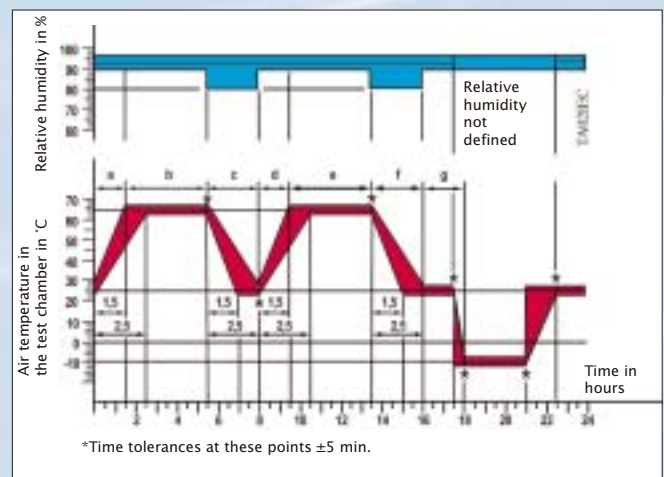 Relative humidity in %
100
90
80
70
60
Relative
humidity
not
defined
a b c d e f g
Air temperature in
the test chamber in °C
70
60
50
40
30
20
10
0
-10
1,5 1,5 1,5
2,5 2,5 2,5 2,5
* * * * * *
2 4 6 8 10 12 14 16 18 20 22 24
Time in
hours
*Time tolerances at these points ±5 min.